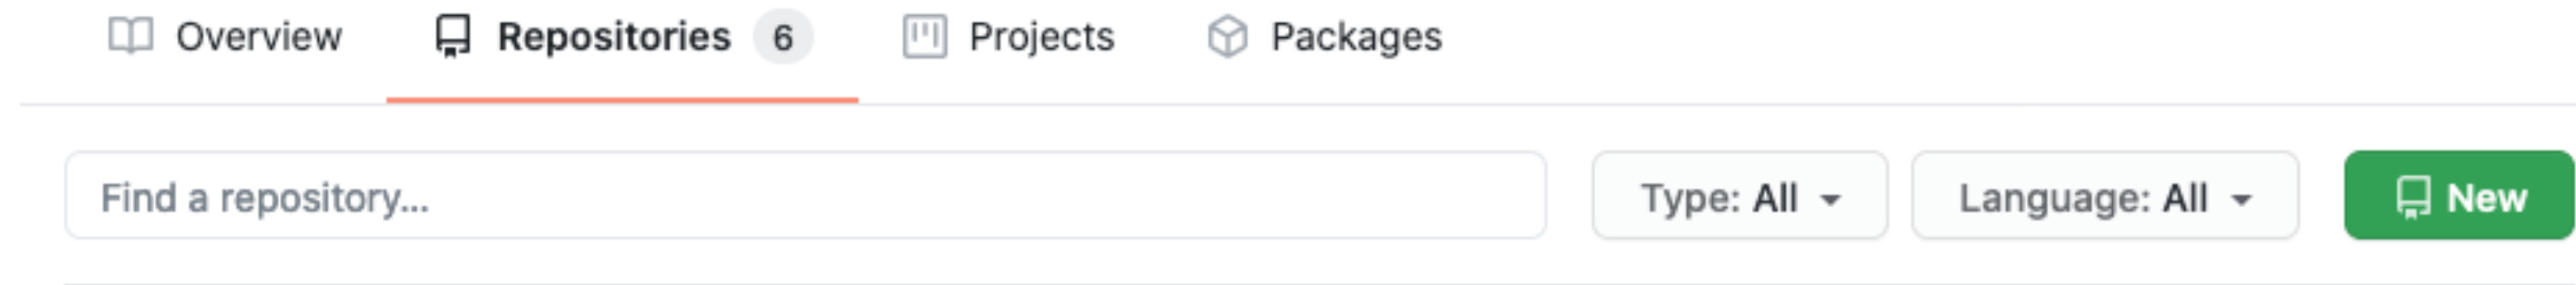 Overview Repositories 6 Projects Packages
Find a repository... Type: All Language: All New